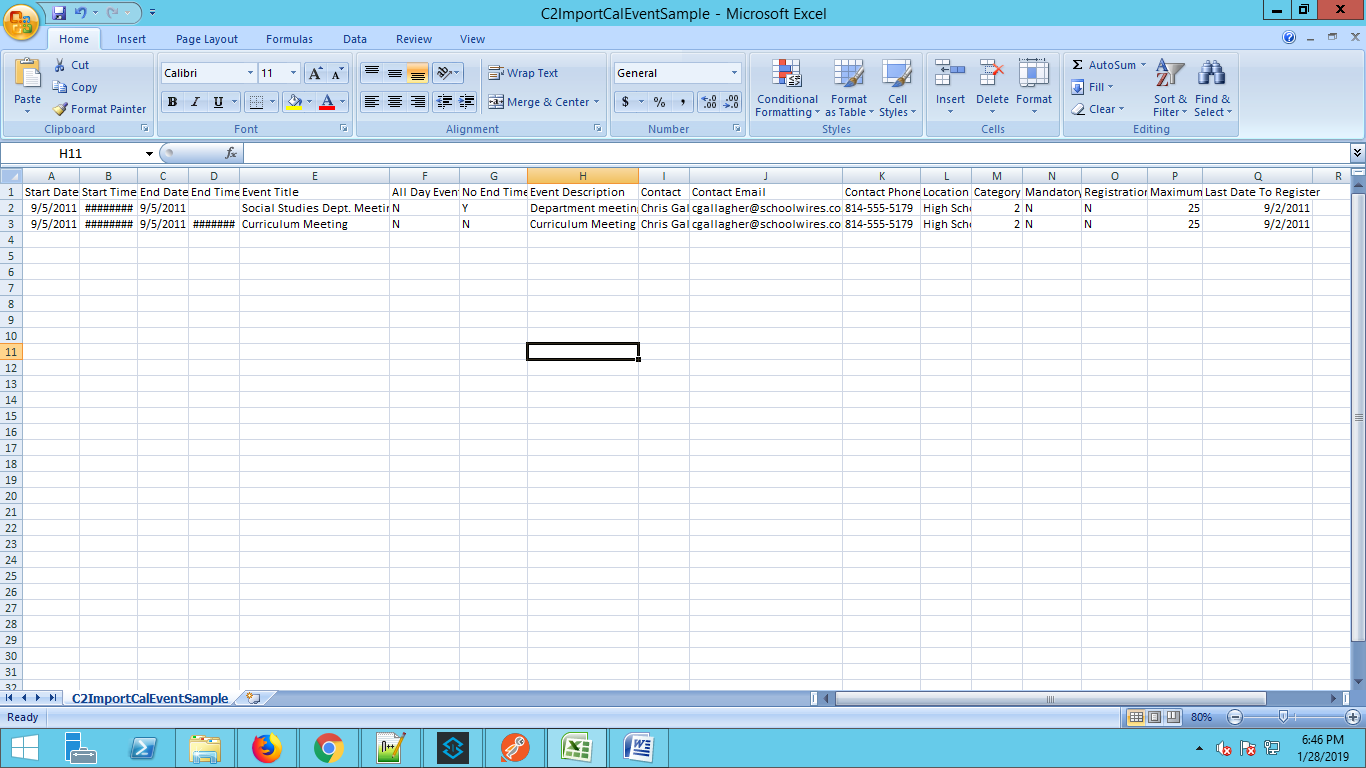 C2ImportCalEventSample - Microsoft Excel
Home Insert Page Layout Formulas Data Review View
Paste Cut Copy Format Painter
Calibri 11
B I U
Wrap Text
Merge & Center
General
$ % ,
Conditional Formatting Format as Table Cell Styles
Insert Delete Format
AutoSum Fill Clear
Sort & Filter Find & Select
Clipboard Font Alignment Number Styles Cells Editing
H11 fx
A B C D E F G H I J K L M N O P Q R
1 Start Date Start Time End Date End Time Event Title All Day Even No End Time Event Description Contact Contact Email Contact Phone Location Category Mandatory Registration Maximum Last Date To Register
2 9/5/2011 ######## 9/5/2011 Social Studies Dept. Meetin N Y Department meetin Chris Gal cgallagher@schoolwires.co 814-555-5179 High Scho 2 N N 25 9/2/2011
3 9/5/2011 ######## 9/5/2011 ####### Curriculum Meeting N N Curriculum Meeting Chris Gal cgallagher@schoolwires.co 814-555-5179 High Scho 2 N N 25 9/2/2011
4
5
6
7
8
9
10
11
12
13
14
15
16
17
18
19
20
21
22
23
24
25
26
27
28
29
30
31
32
C2ImportCalEventSample
Ready 80%
6:46 PM
1/28/2019